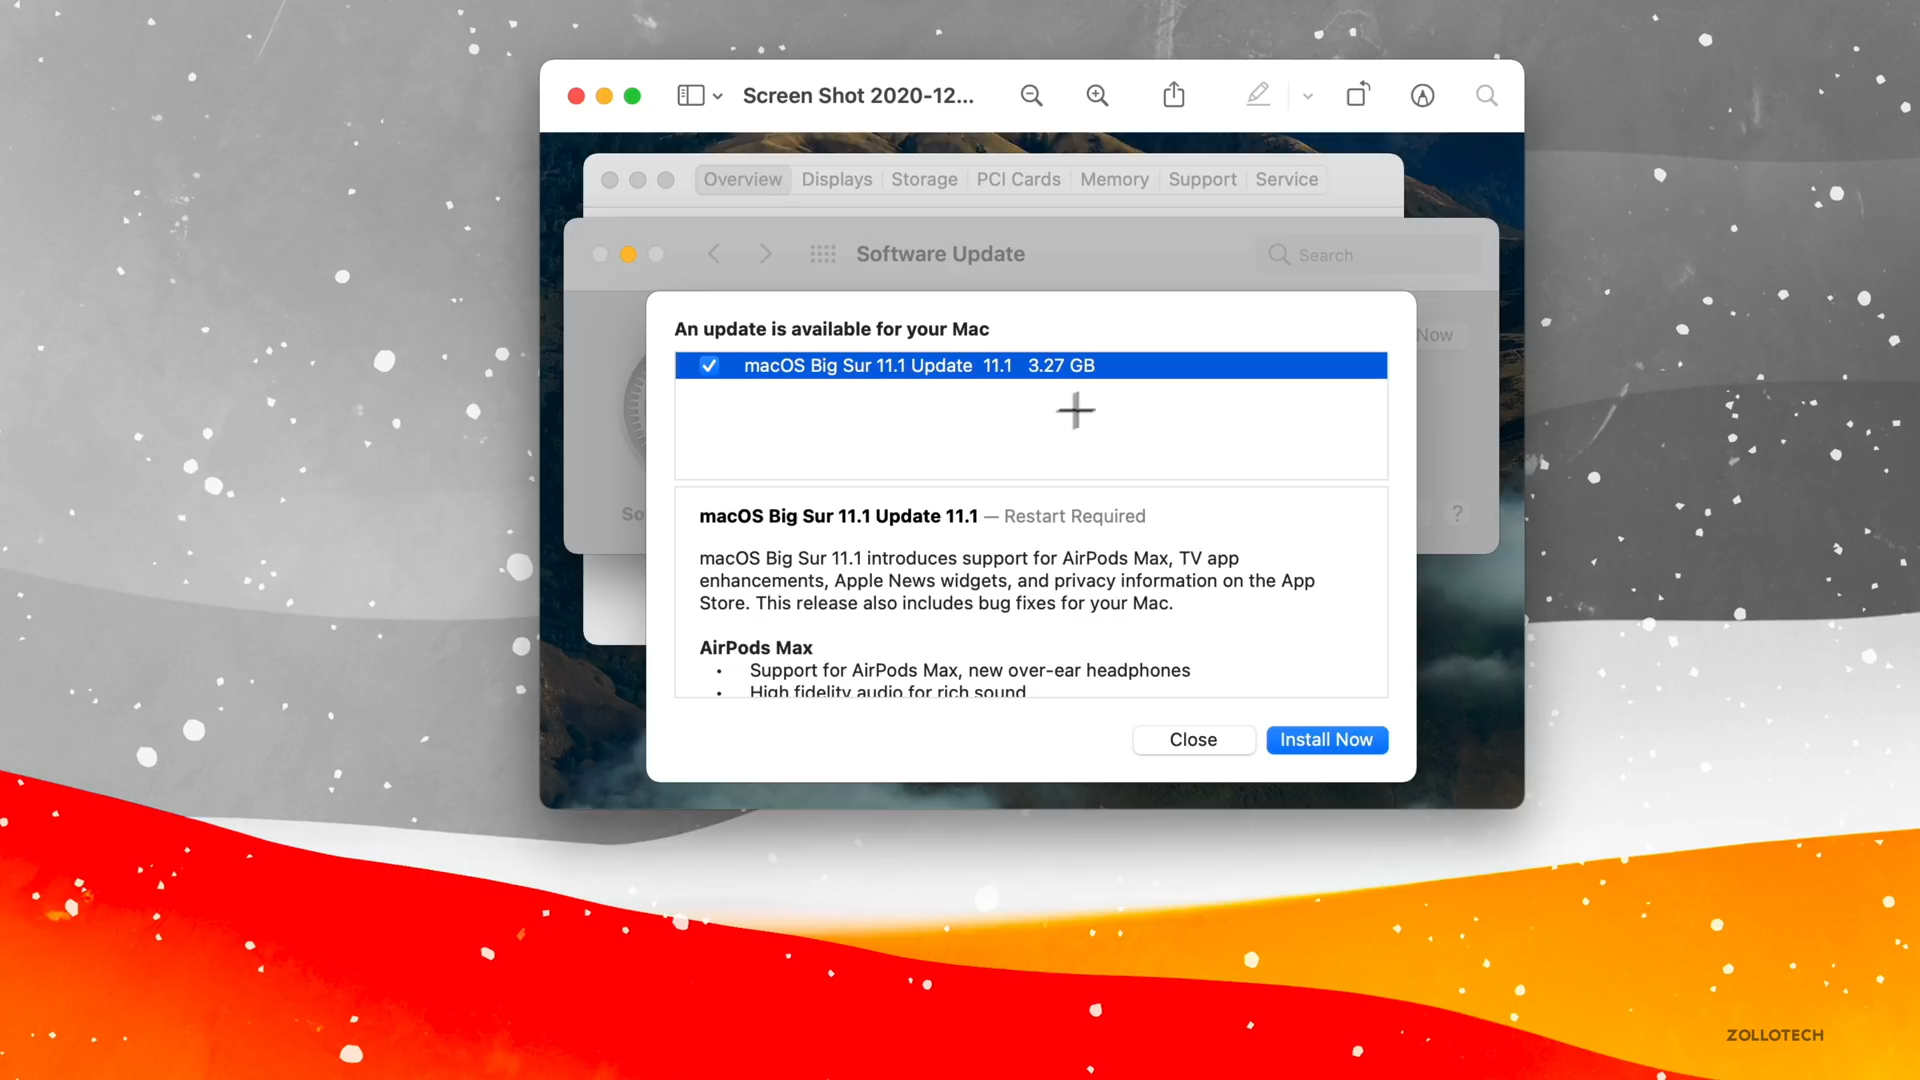 Screen Shot 2020-12...
Overview Displays Storage PCI Cards Memory Support Service
Software Update
Search
An update is available for your Mac
Now
macOS Big Sur 11.1 Update 11.1 3.27 GB
So
?
macOS Big Sur 11.1 Update 11.1 — Restart Required
macOS Big Sur 11.1 introduces support for AirPods Max, TV app
enhancements, Apple News widgets, and privacy information on the App
Store. This release also includes bug fixes for your Mac.
AirPods Max
• Support for AirPods Max, new over-ear headphones
• High fidelity audio for rich sound
Close Install Now
ZOLLOTECH